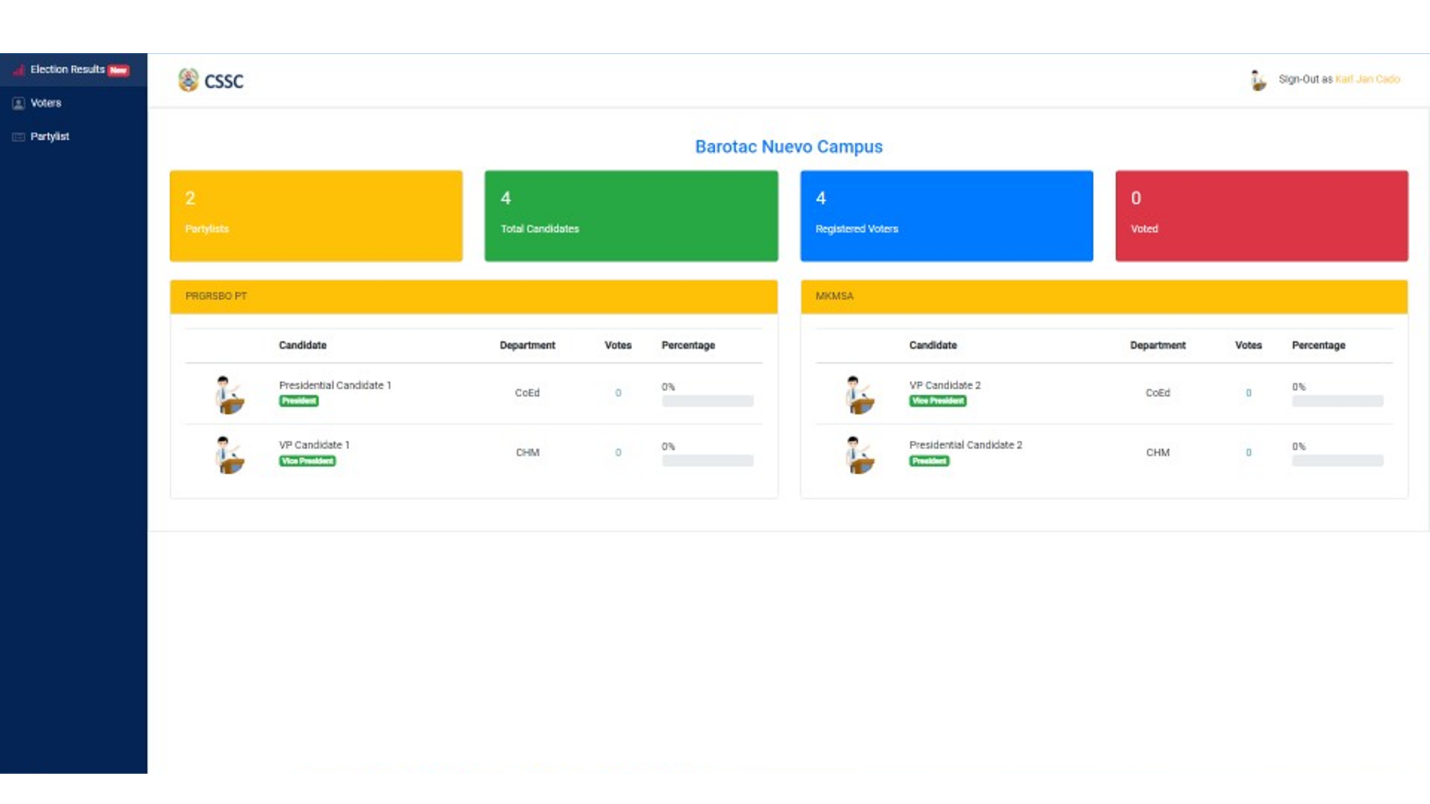 Election Results New
Voters
Partylist
CSSC
Sign-Out as Karl Jan Cado
Barotac Nuevo Campus
2
Partylists
4
Total Candidates
4
Registered Voters
0
Voted
PRGRSBO PT
Candidate Department Votes Percentage
Presidential Candidate 1
President
CoEd 0 0%
VP Candidate 1
Vice President
CHM 0 0%
MKMSA
Candidate Department Votes Percentage
VP Candidate 2
Vice President
CoEd 0 0%
Presidential Candidate 2
President
CHM 0 0%